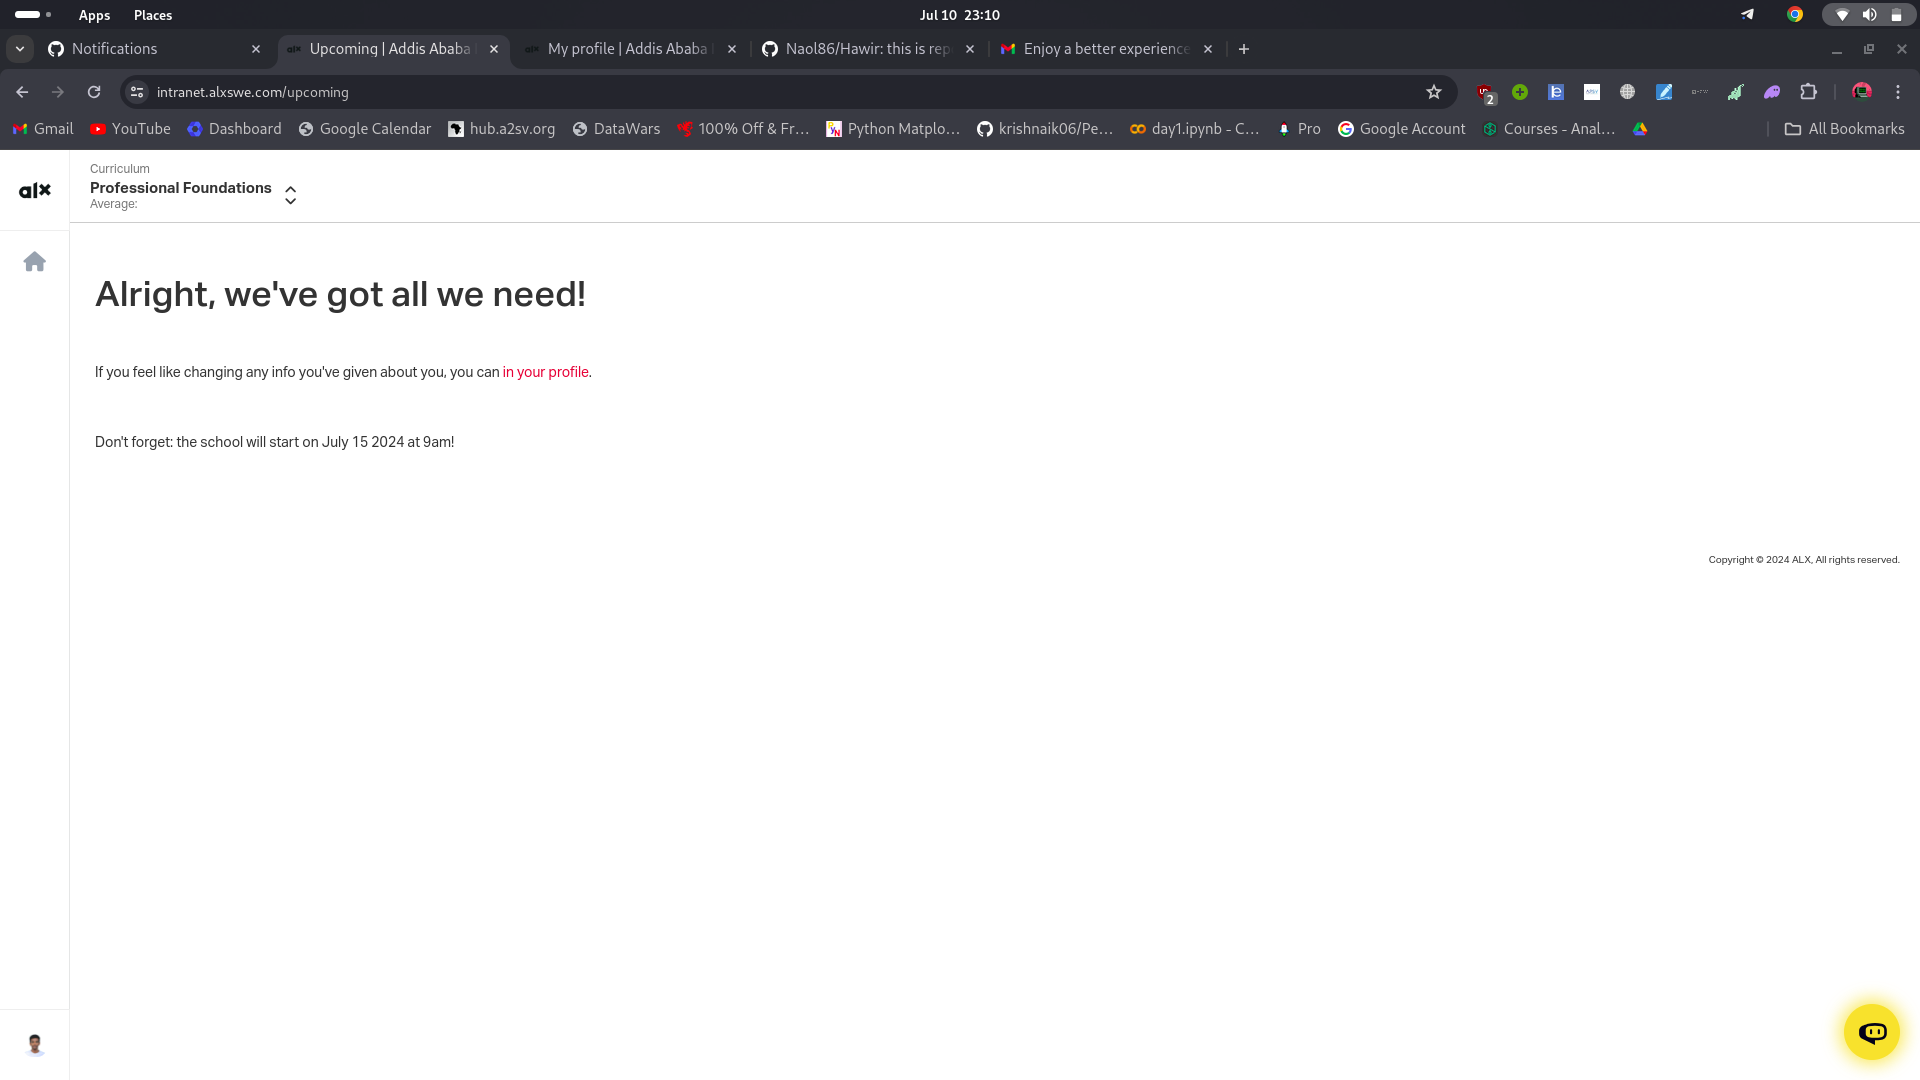 Apps Places Jul 10 23:10
Notifications Upcoming | Addis Ababa My profile | Addis Ababa Naol86/Hawir: this is rep Enjoy a better experience
intranet.alxswe.com/upcoming 2
Gmail YouTube Dashboard Google Calendar hub.a2sv.org DataWars 100% Off & Fr... Python Matplo... krishnaik06/Pe... day1.ipynb - C... Pro Google Account Courses - Anal... All Bookmarks
alx
Curriculum
Professional Foundations
Average:
Alright, we've got all we need!
If you feel like changing any info you've given about you, you can in your profile.
Don't forget: the school will start on July 15 2024 at 9am!
Copyright © 2024 ALX, All rights reserved.